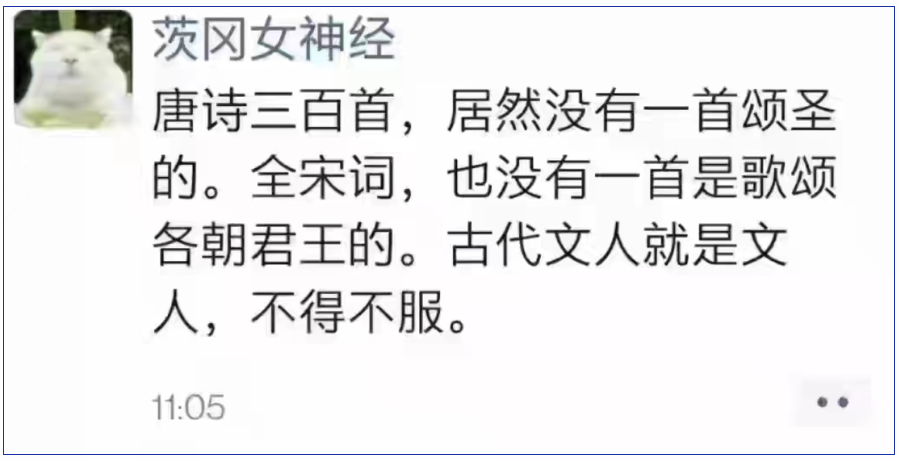 茨冈女神经
唐诗三百首，居然没有一首颂圣
的。全宋词，也没有一首是歌颂
各朝君王的。古代文人就是文
人，不得不服。
11:05